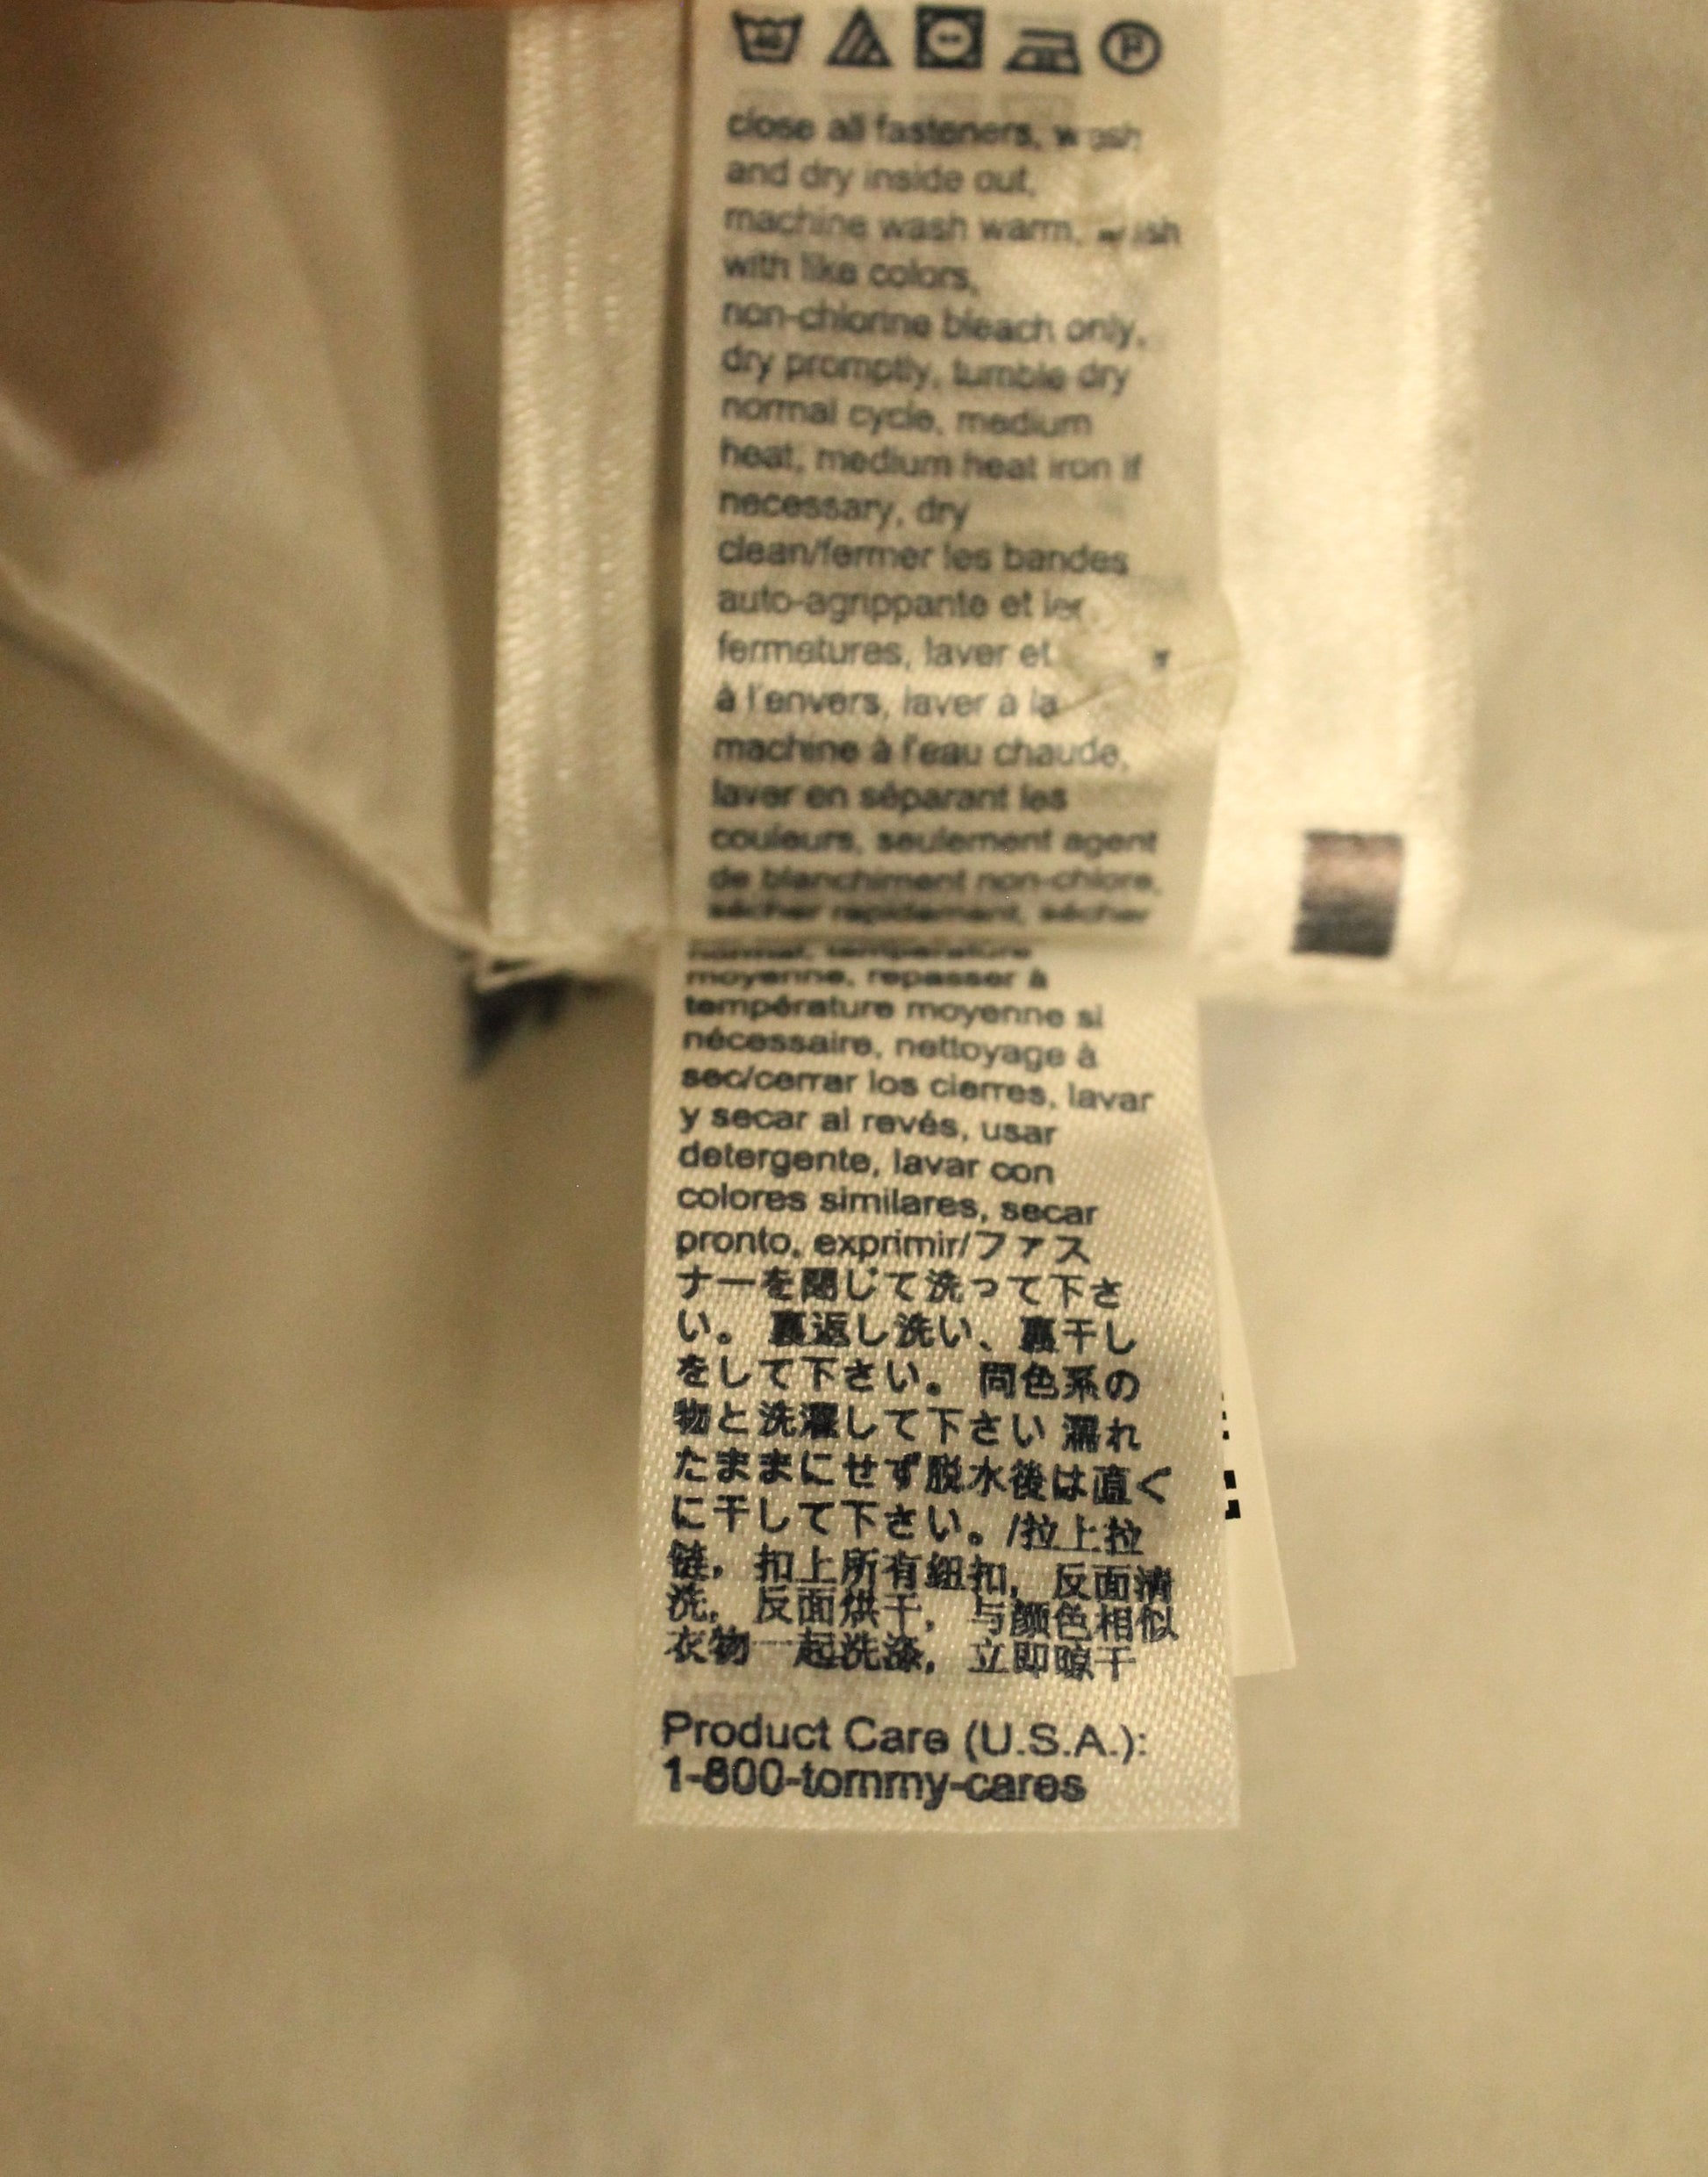 close all fasteners, wash
and dry inside out,
machine wash warm, wash
with like colors,
non-chlorine bleach only,
dry promptly, tumble dry
normal cycle, medium
heat, medium heat iron if
necessary, dry
clean/fermer les bandes
auto-agrippante et ler
fermetures, laver et
à l'envers, laver à la
machine à l'eau chaude,
laver en séparant les
couleurs, seulement agent
de blanchiment non-chlore,
sécher rapidement, sécher
normal, température
moyenne, repasser à
température moyenne si
nécessaire, nettoyage à
sec/cerrar los cierres, lavar
y secar al revés, usar
detergente, lavar con
colores similares, secar
pronto, exprimir/ファス
ナーを閉じて洗って下さ
い。 裏返し洗い、裏干し
をして下さい。 同色系の
物と洗濯して下さい 濡れ
たままにせず脱水後は直ぐ
に干して下さい。/拉上拉
链，扣上所有纽扣，反面清
洗，反面烘干，与颜色相似
衣物一起洗涤，立即晾干
Product Care (U.S.A.):
1-800-tommy-cares